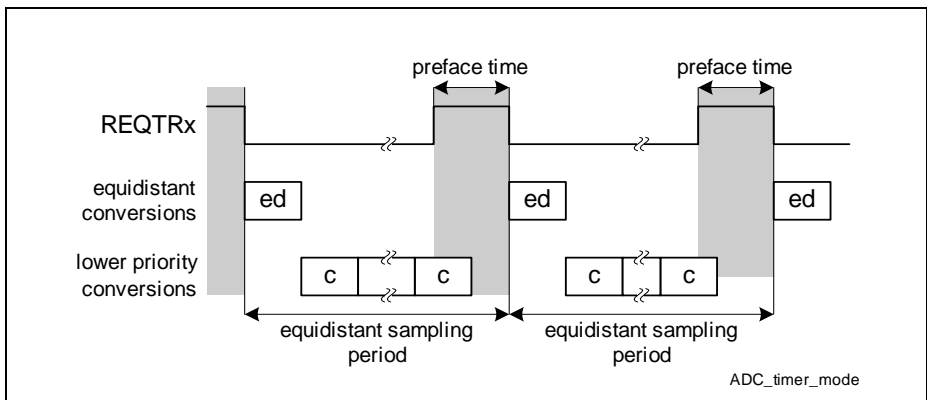 preface time preface time
REQTRx
equidistant
conversions
ed ed ed
lower priority
conversions
c c c c
equidistant sampling
period
equidistant sampling
period
ADC_timer_mode